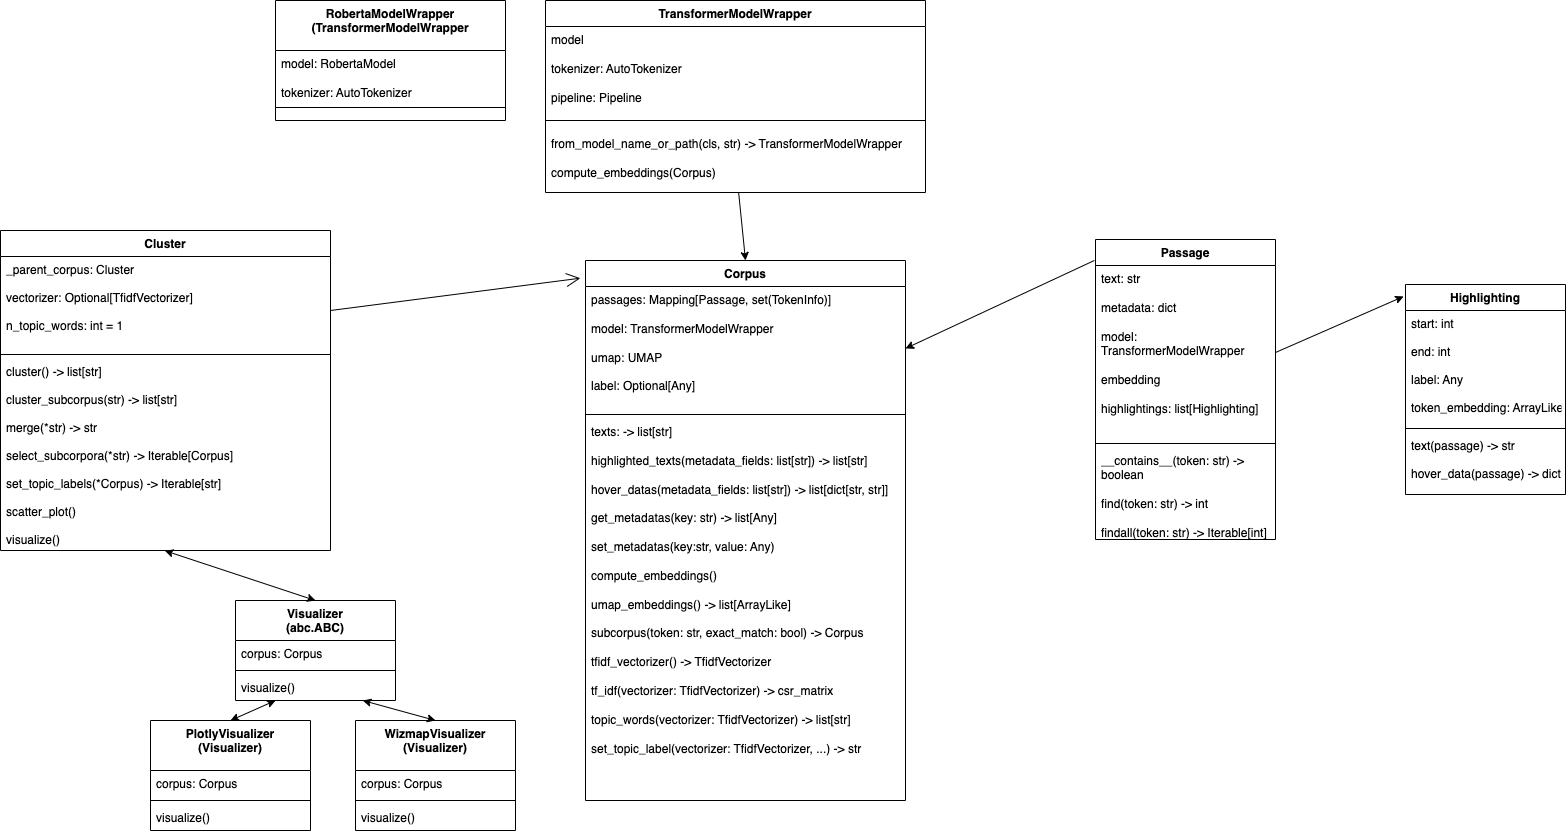 RobertaModelWrapper
(TransformerModelWrapper
model: RobertaModel
tokenizer: AutoTokenizer
TransformerModelWrapper
model
tokenizer: AutoTokenizer
pipeline: Pipeline
from_model_name_or_path(cls, str) -> TransformerModelWrapper
compute_embeddings(Corpus)
Cluster
_parent_corpus: Cluster
vectorizer: Optional[TfidfVectorizer]
n_topic_words: int = 1
cluster() -> list[str]
cluster_subcorpus(str) -> list[str]
merge(*str) -> str
select_subcorpora(*str) -> Iterable[Corpus]
set_topic_labels(*Corpus) -> Iterable[str]
scatter_plot()
visualize()
Corpus
passages: Mapping[Passage, set(TokenInfo)]
model: TransformerModelWrapper
umap: UMAP
label: Optional[Any]
texts: -> list[str]
highlighted_texts(metadata_fields: list[str]) -> list[str]
hover_datas(metadata_fields: list[str]) -> list[dict[str, str]]
get_metadatas(key: str) -> list[Any]
set_metadatas(key:str, value: Any)
compute_embeddings()
umap_embeddings() -> list[ArrayLike]
subcorpus(token: str, exact_match: bool) -> Corpus
tfidf_vectorizer() -> TfidfVectorizer
tf_idf(vectorizer: TfidfVectorizer) -> csr_matrix
topic_words(vectorizer: TfidfVectorizer) -> list[str]
set_topic_label(vectorizer: TfidfVectorizer, ...) -> str
Passage
text: str
metadata: dict
model:
TransformerModelWrapper
embedding
highlightings: list[Highlighting]
__contains__(token: str) ->
boolean
find(token: str) -> int
findall(token: str) -> Iterable[int]
Highlighting
start: int
end: int
label: Any
token_embedding: ArrayLike
text(passage) -> str
hover_data(passage) -> dict
Visualizer
(abc.ABC)
corpus: Corpus
visualize()
PlotlyVisualizer
(Visualizer)
corpus: Corpus
visualize()
WizmapVisualizer
(Visualizer)
corpus: Corpus
visualize()